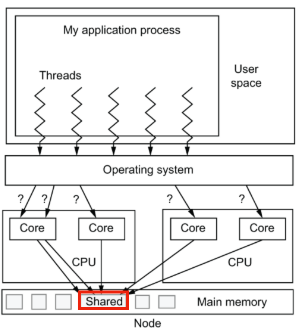 My application process
Threads
User
space
Operating system
? ? ? ?
Core Core Core Core
CPU CPU
Shared Main memory
Node